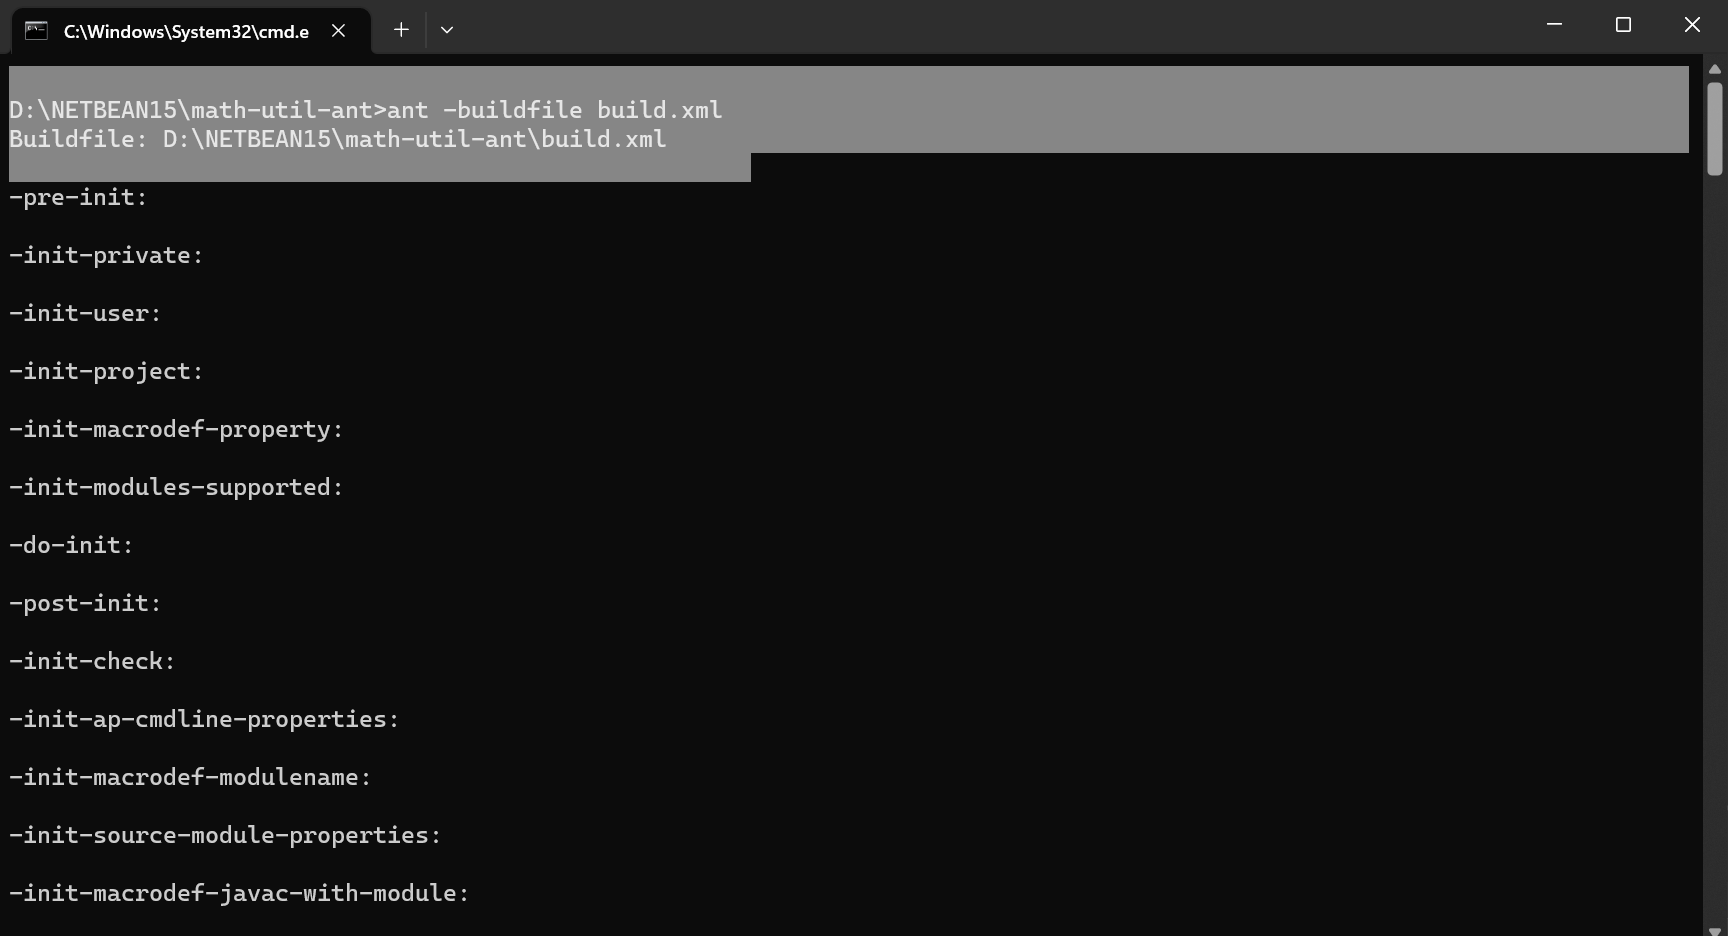 C:\Windows\System32\cmd.e
D:\NETBEAN15\math-util-ant>ant -buildfile build.xml
Buildfile: D:\NETBEAN15\math-util-ant\build.xml
-pre-init:
-init-private:
-init-user:
-init-project:
-init-macrodef-property:
-init-modules-supported:
-do-init:
-post-init:
-init-check:
-init-ap-cmdline-properties:
-init-macrodef-modulename:
-init-source-module-properties:
-init-macrodef-javac-with-module: